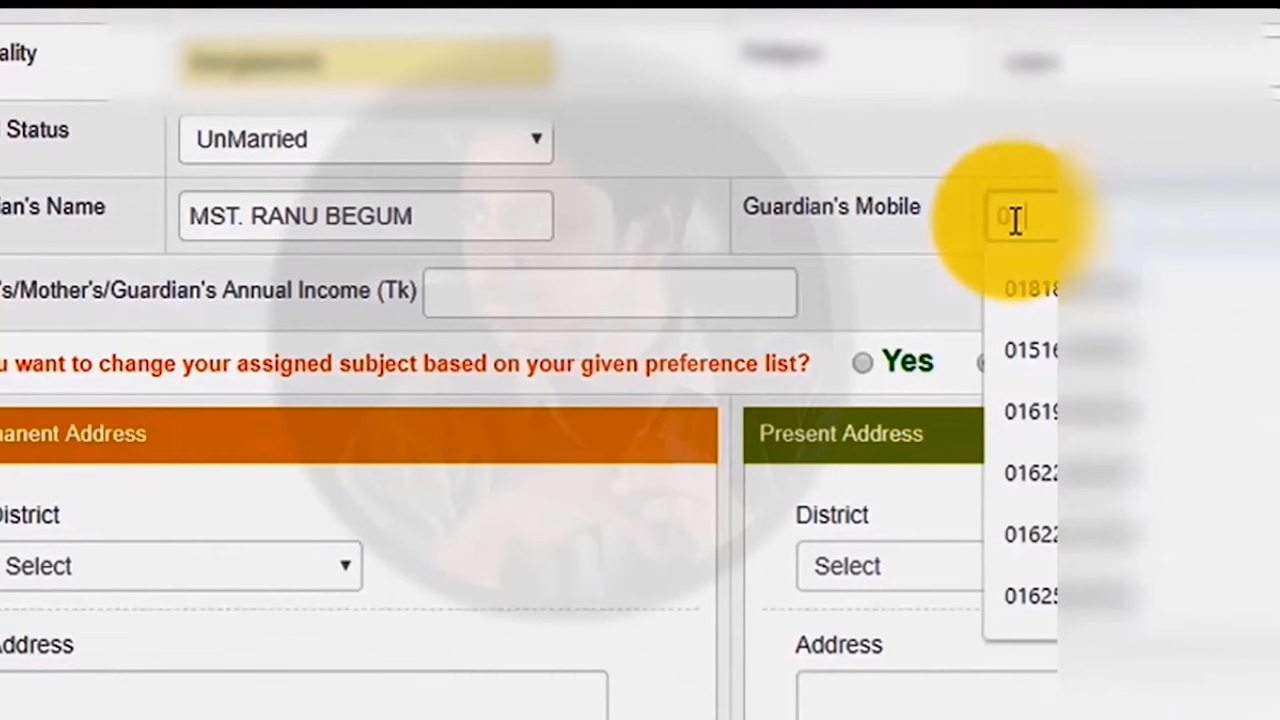 ality
Status
UnMarried
ian's Name
MST. RANU BEGUM
Guardian's Mobile
0
's/Mother's/Guardian's Annual Income (Tk)
01818
u want to change your assigned subject based on your given preference list?
Yes
01516
01619
manent Address
Present Address
01622
District
District
01622
Select
Select
01625
Address
Address